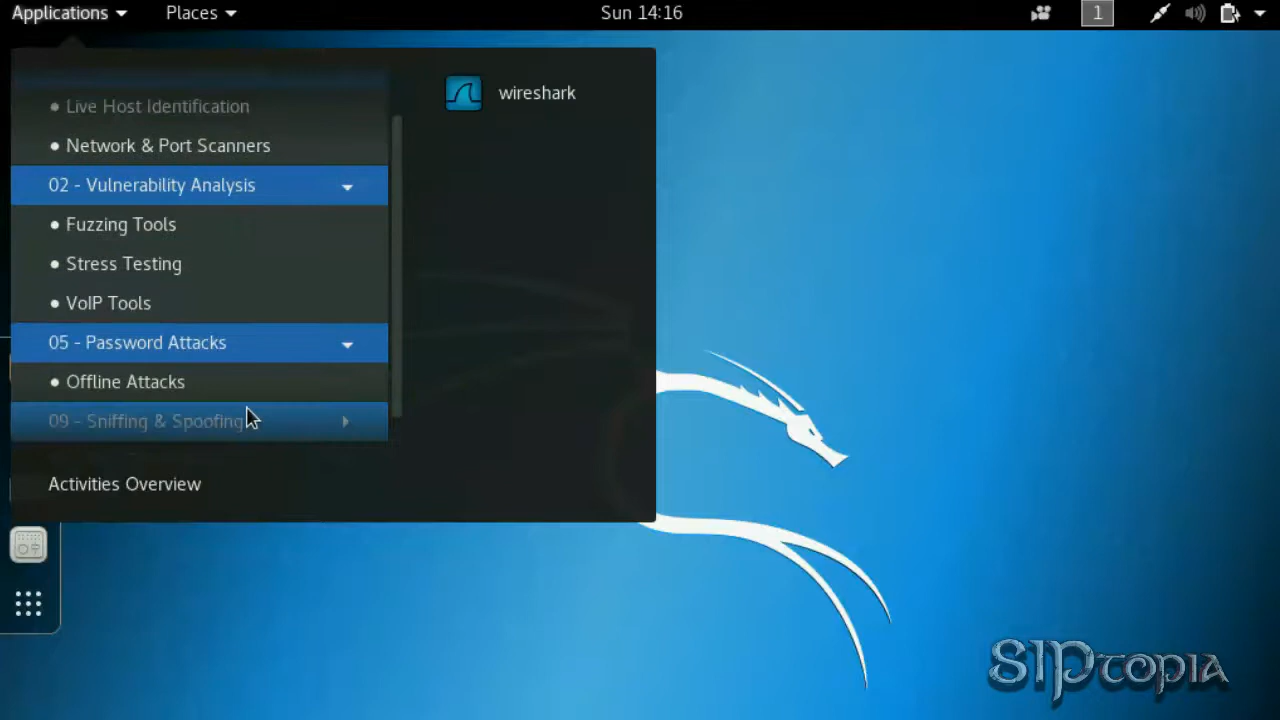 Applications Places Sun 14:16 1
Live Host Identification
wireshark
Network & Port Scanners
02 - Vulnerability Analysis
Fuzzing Tools
Stress Testing
VoIP Tools
05 - Password Attacks
Offline Attacks
09 - Sniffing & Spoofing
Activities Overview
SIPtopia